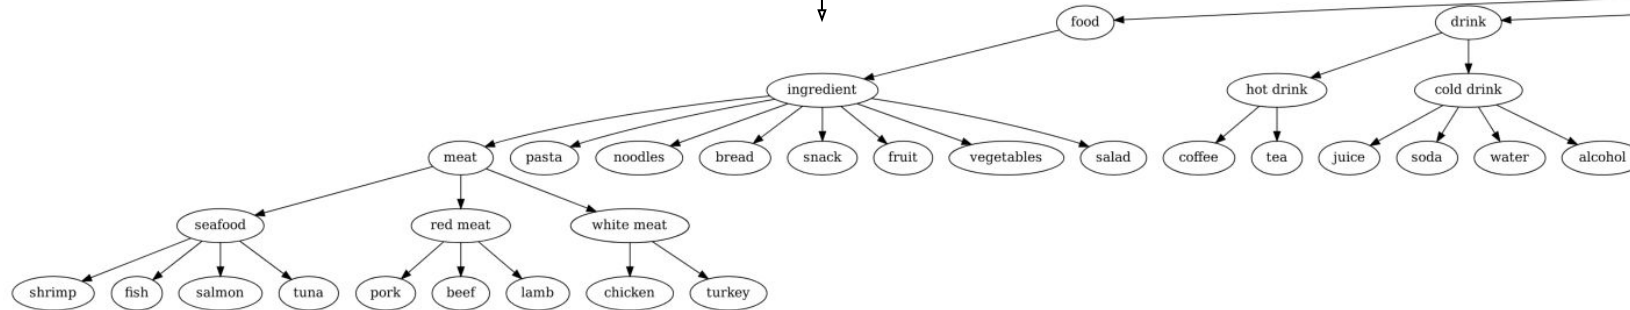 food drink
ingredient hot drink cold drink
meat pasta noodles bread snack fruit vegetables salad coffee tea juice soda water alcohol
seafood red meat white meat
shrimp fish salmon tuna pork beef lamb chicken turkey